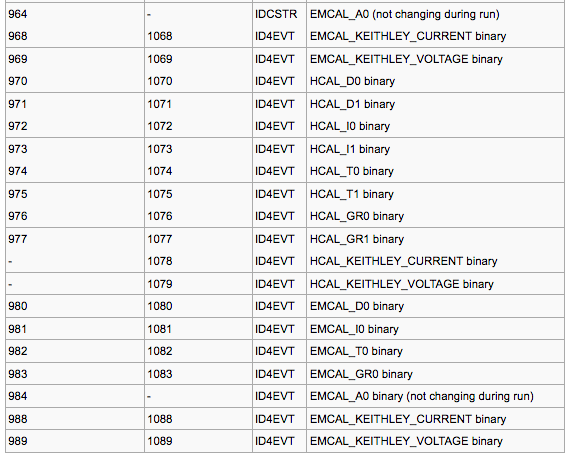 964 - IDCSTR EMCAL_A0 (not changing during run)
968 1068 ID4EVT EMCAL_KEITHLEY_CURRENT binary
969 1069 ID4EVT EMCAL_KEITHLEY_VOLTAGE binary
970 1070 ID4EVT HCAL_D0 binary
971 1071 ID4EVT HCAL_D1 binary
972 1072 ID4EVT HCAL_I0 binary
973 1073 ID4EVT HCAL_I1 binary
974 1074 ID4EVT HCAL_T0 binary
975 1075 ID4EVT HCAL_T1 binary
976 1076 ID4EVT HCAL_GR0 binary
977 1077 ID4EVT HCAL_GR1 binary
- 1078 ID4EVT HCAL_KEITHLEY_CURRENT binary
- 1079 ID4EVT HCAL_KEITHLEY_VOLTAGE binary
980 1080 ID4EVT EMCAL_D0 binary
981 1081 ID4EVT EMCAL_I0 binary
982 1082 ID4EVT EMCAL_T0 binary
983 1083 ID4EVT EMCAL_GR0 binary
984 - ID4EVT EMCAL_A0 binary (not changing during run)
988 1088 ID4EVT EMCAL_KEITHLEY_CURRENT binary
989 1089 ID4EVT EMCAL_KEITHLEY_VOLTAGE binary